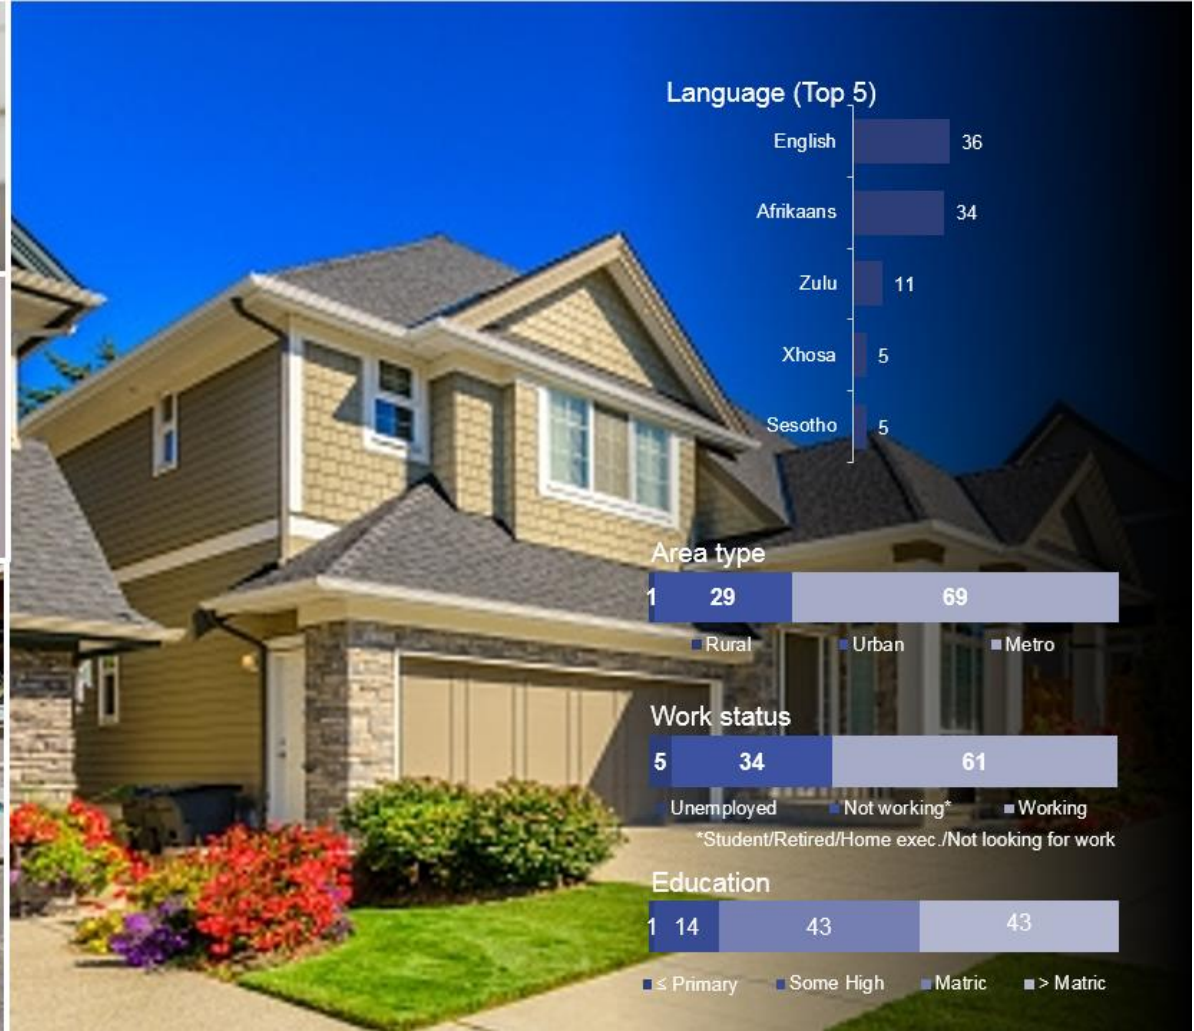 Language (Top 5)
English 36
Afrikaans 34
Zulu 11
Xhosa 5
Sesotho 5
Area type
1 29 69
Rural Urban Metro
Work status
5 34 61
Unemployed Not working* Working
*Student/Retired/Home exec./Not looking for work
Education
1 14 43 43
≤ Primary Some High Matric > Matric